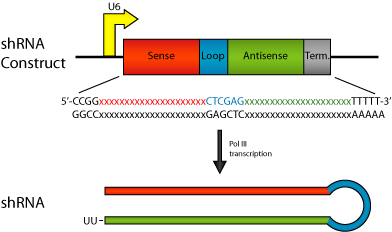 U6
shRNA
Construct
Sense Loop Antisense Term.
5'-CCGGxxxxxxxxxxxxxxxxxxxxxCTCGAGxxxxxxxxxxxxxxxxxxxxxTTTTT-3'
GGCCxxxxxxxxxxxxxxxxxxxxxGAGCTCxxxxxxxxxxxxxxxxxxxxxAAAAA
Pol III
transcription
shRNA
UU